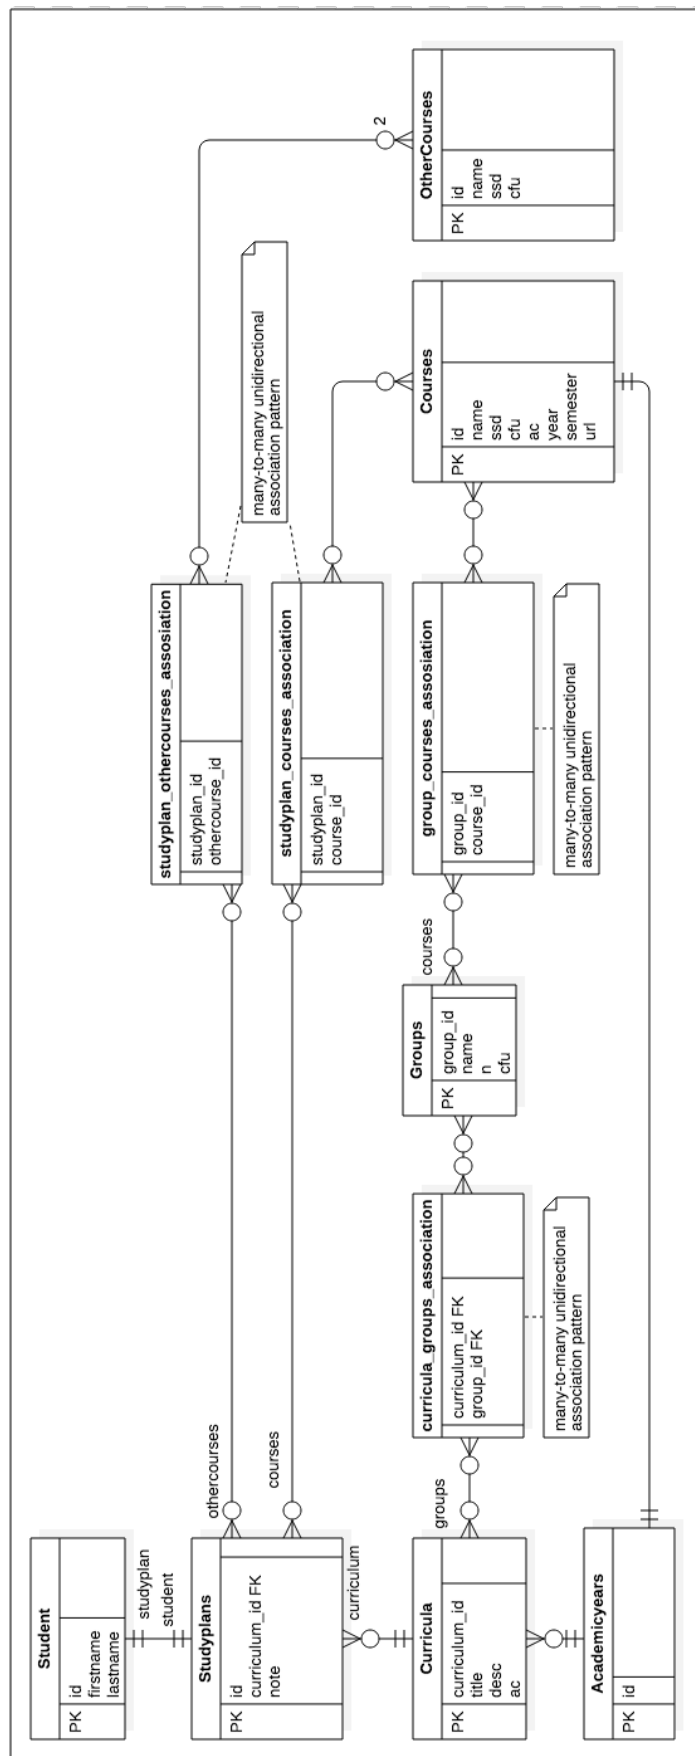 Student
PK
id
firstname
lastname
studyplan
student
Studyplans
PK
id
curriculum_id FK
note
othercourses
courses
curriculum
Curricula
PK
curriculum_id
title
desc
ac
groups
Academicyears
PK
id
curricula_groups_association
curriculum_id FK
group_id FK
many-to-many unidirectional
association pattern
Groups
PK
group_id
name
n
cfu
courses
studyplan_othercourses_assosiation
studyplan_id
othercourse_id
studyplan_courses_association
studyplan_id
course_id
group_courses_assosiation
group_id
course_id
many-to-many unidirectional
association pattern
many-to-many unidirectional
association pattern
Courses
PK
id
name
ssd
cfu
ac
year
semester
url
2
OtherCourses
PK
id
name
ssd
cfu